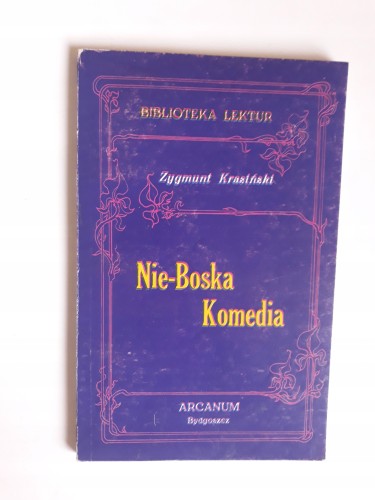 BIBLIOTEKA LEKTUR
Zygmunt Krasiński
Nie-Boska
Komedia
ARCANUM
Bydgoszcz